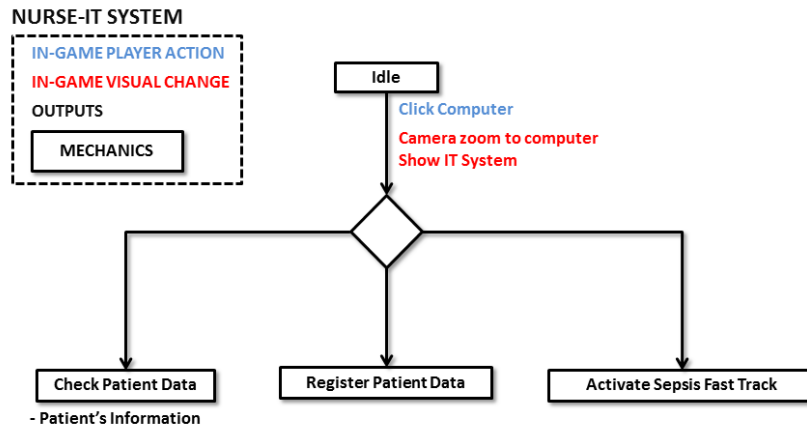 NURSE-IT SYSTEM
IN-GAME PLAYER ACTION
IN-GAME VISUAL CHANGE
OUTPUTS
MECHANICS
Idle
Click Computer
Camera zoom to computer
Show IT System
Check Patient Data
- Patient's Information
Register Patient Data
Activate Sepsis Fast Track